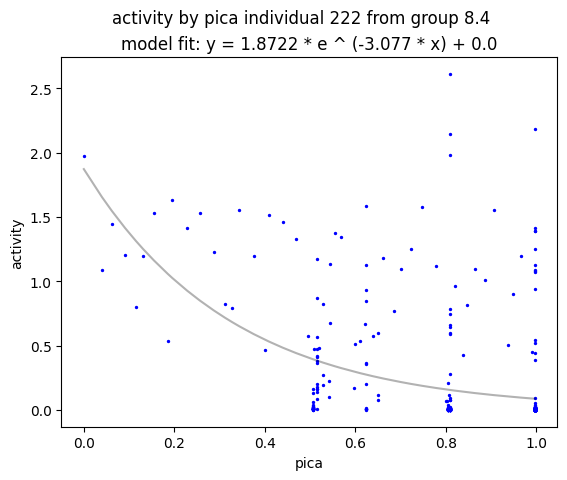 activity by pica individual 222 from group 8.4
model fit: y = 1.8722 * e ^ (-3.077 * x) + 0.0
2.5
2.0
1.5
1.0
0.5
0.0
activity
0.0 0.2 0.4 0.6 0.8 1.0
pica